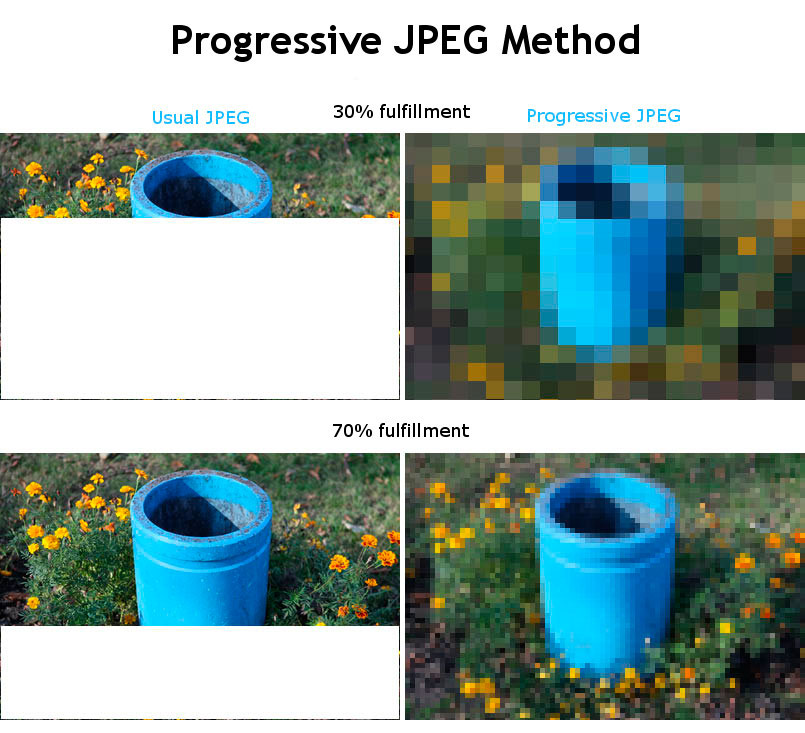 Progressive JPEG Method
Usual JPEG
30% fulfillment
Progressive JPEG
70% fulfillment